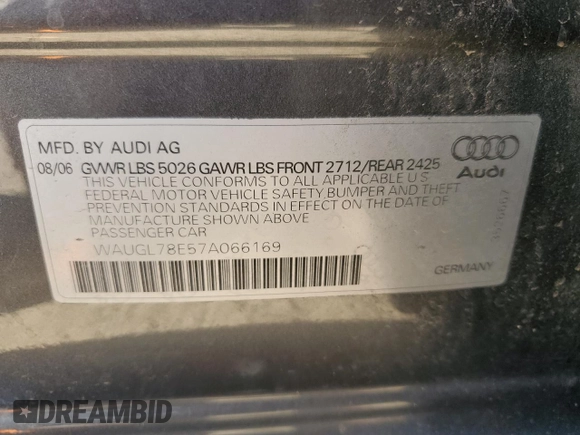 MFD. BY AUDI AG
08/06 GVWR LBS 5026 GAWR LBS FRONT 2712/REAR 2425
THIS VEHICLE CONFORMS TO ALL APPLICABLE U S
FEDERAL MOTOR VEHICLE SAFETY BUMPER AND THEFT
PREVENTION STANDARDS IN EFFECT ON THE DATE OF
MANUFACTURE SHOWN ABOVE
PASSENGER CAR
WAUGL78E57A066169
Audi
GERMANY
DREAMBID